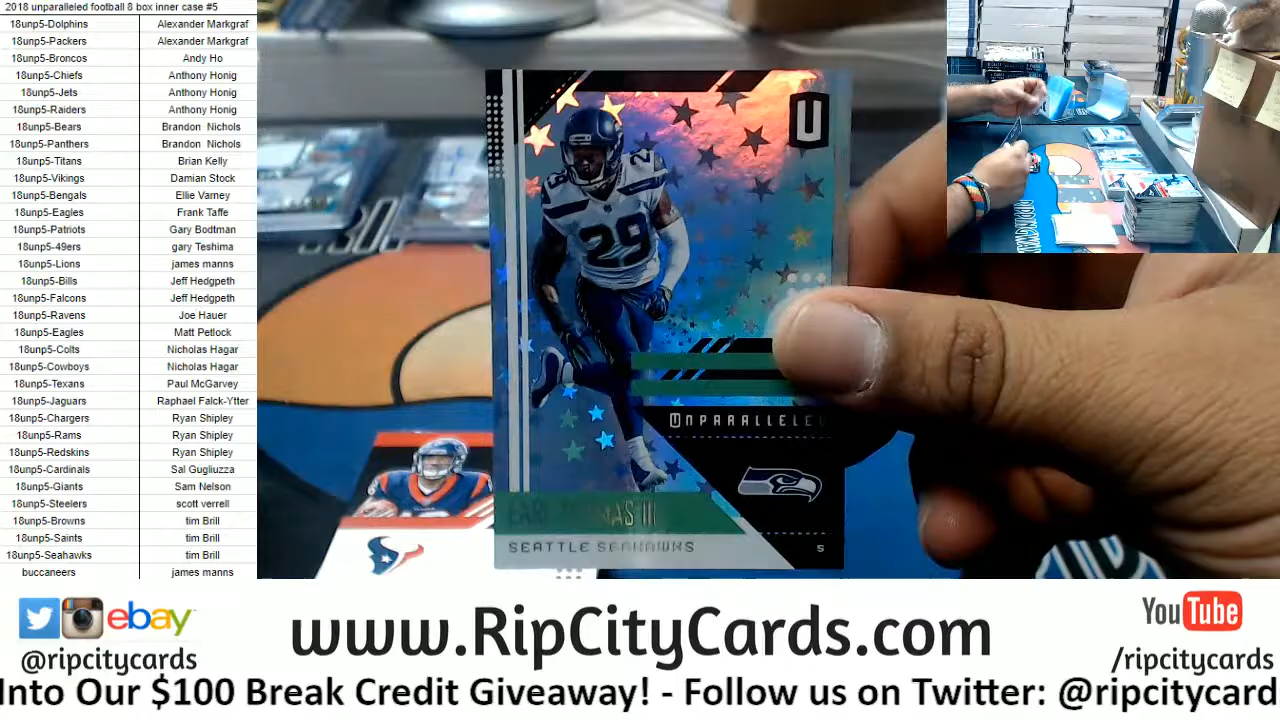 2018 unparalleled football 8 box inner case #5
18unp5-Dolphins Alexander Markgraf
18unp5-Packers Alexander Markgraf
18unp5-Broncos Andy Ho
18unp5-Chiefs Anthony Honig
18unp5-Jets Anthony Honig
18unp5-Raiders Anthony Honig
18unp5-Bears Brandon Nichols
18unp5-Panthers Brandon Nichols
18unp5-Titans Brian Kelly
18unp5-Vikings Damian Stock
18unp5-Bengals Ellie Varney
18unp5-Eagles Frank Taffe
18unp5-Patriots Gary Bodtman
18unp5-49ers gary Teshima
18unp5-Lions james manns
18unp5-Bills Jeff Hedgpeth
18unp5-Falcons Jeff Hedgpeth
18unp5-Ravens Joe Hauer
18unp5-Eagles Matt Petlock
18unp5-Colts Nicholas Hagar
18unp5-Cowboys Nicholas Hagar
18unp5-Texans Paul McGarvey
18unp5-Jaguars Raphael Falck-Ytter
18unp5-Chargers Ryan Shipley
18unp5-Rams Ryan Shipley
18unp5-Redskins Ryan Shipley
18unp5-Cardinals Sal Gugliuzza
18unp5-Giants Sam Nelson
18unp5-Steelers scott verrell
18unp5-Browns tim Brill
18unp5-Saints tim Brill
18unp5-Seahawks tim Brill
buccaneers james manns
U
29
29
UNPARALLELED
EARL THOMAS III
SEATTLE SEAHAWKS S
ebay
@ripcitycards
www.RipCityCards.com
YouTube
/ripcitycards
Into Our $100 Break Credit Giveaway! - Follow us on Twitter: @ripcitycard